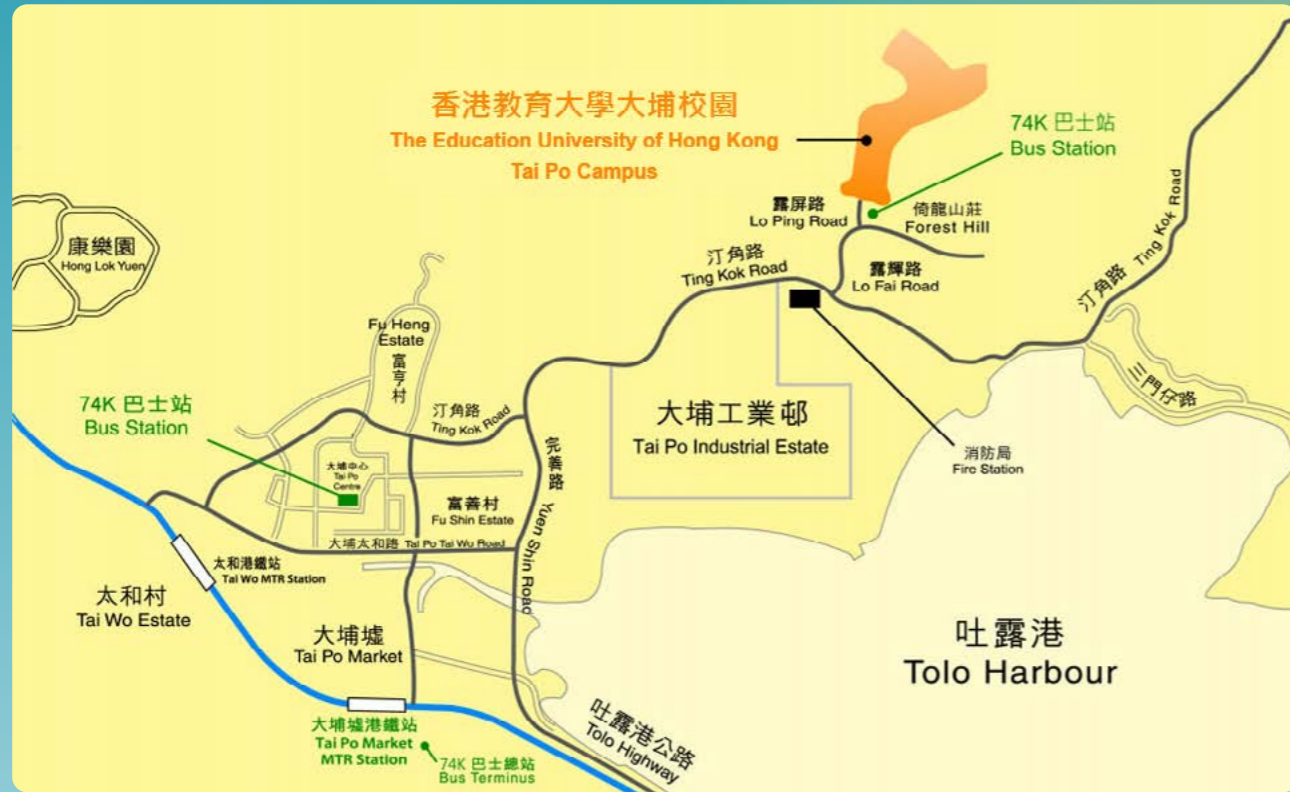 香港教育大學大埔校園
The Education University of Hong Kong
Tai Po Campus
74K 巴士站
Bus Station
露屏路
Lo Ping Road
倚龍山莊
Forest Hill
汀角路
Ting Kok Road
露輝路
Lo Fai Road
汀角路 Ting Kok Road
康樂園
Hong Lok Yuen
Fu Heng
Estate
富亨村
三門仔路
74K 巴士站
Bus Station
汀角路
Ting Kok Road
大埔工業邨
Tai Po Industrial Estate
消防局
Fire Station
大埔中心
Tai Po
Centre
完善路 Yuen Shin Road
富善村
Fu Shin Estate
大埔太和路 Tai Po Tai Wu Road
太和港鐵站
Tai Wo MTR Station
太和村
Tai Wo Estate
大埔墟
Tai Po Market
吐露港
Tolo Harbour
大埔墟港鐵站
Tai Po Market
MTR Station
74K 巴士總站
Bus Terminus
吐露港公路
Tolo Highway